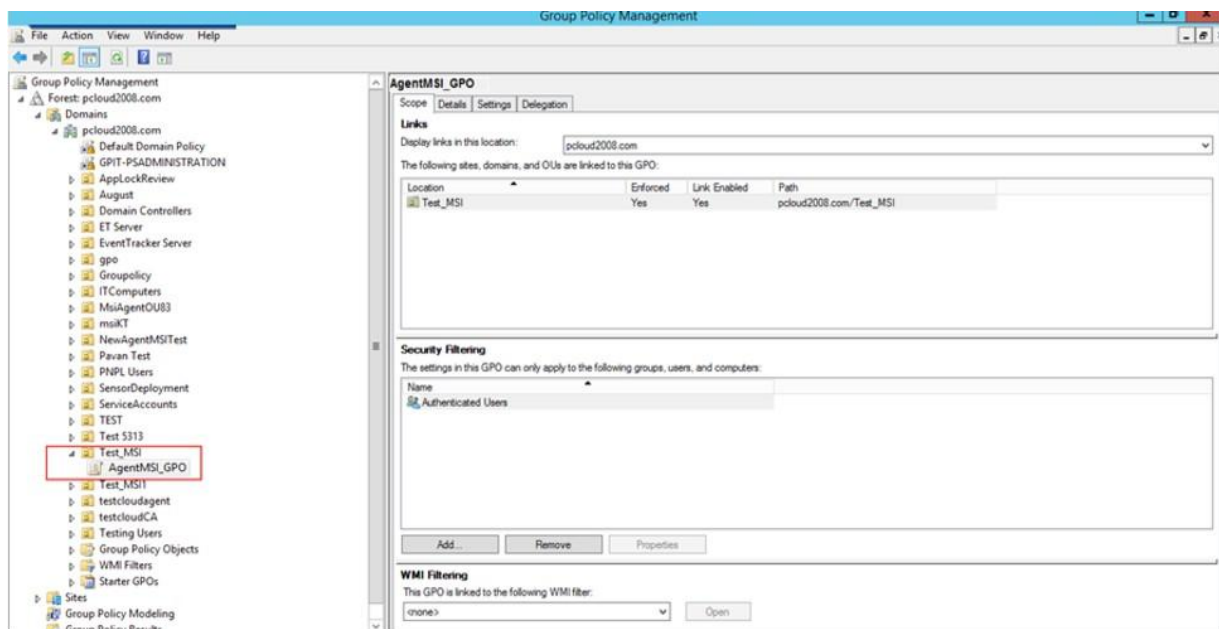 Group Policy Management
File Action View Window Help
Group Policy Management
Forest: pcloud2008.com
Domains
pcloud2008.com
Default Domain Policy
GPIT-PSADMINISTRATION
AppLockReview
August
Domain Controllers
ET Server
EventTracker Server
gpo
Groupolicy
ITComputers
MsiAgentOU83
msiKT
NewAgentMSITest
Pavan Test
PNPL Users
SensorDeployment
ServiceAccounts
TEST
Test 5313
Test_MSI
AgentMSI_GPO
Test_MSI1
testcloudagent
testcloudCA
Testing Users
Group Policy Objects
WMI Filters
Starter GPOs
Sites
Group Policy Modeling
Group Policy Results
AgentMSI_GPO
Scope Details Settings Delegation
Links
Display links in this location: pcloud2008.com
The following sites, domains, and OUs are linked to this GPO:
Location Enforced Link Enabled Path
Test_MSI Yes Yes pcloud2008.com/Test_MSI
Security Filtering
The settings in this GPO can only apply to the following groups, users, and computers:
Name
Authenticated Users
Add... Remove Properties
WMI Filtering
This GPO is linked to the following WMI filter:
<none> Open